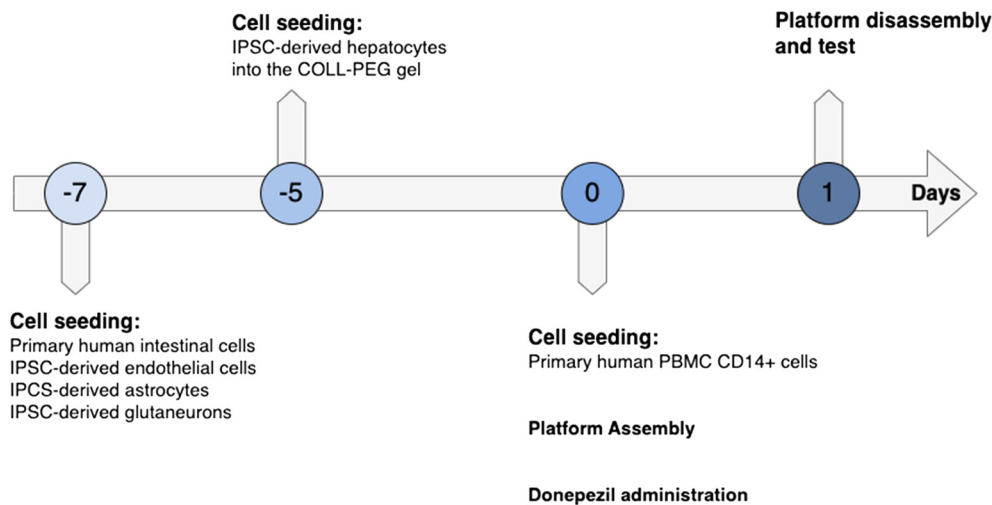 Cell seeding:
IPSC-derived hepatocytes
into the COLL-PEG gel
Platform disassembly
and test
-7
-5
0
1
Days
Cell seeding:
Primary human intestinal cells
IPSC-derived endothelial cells
IPCS-derived astrocytes
IPSC-derived glutaneurons
Cell seeding:
Primary human PBMC CD14+ cells
Platform Assembly
Donepezil administration